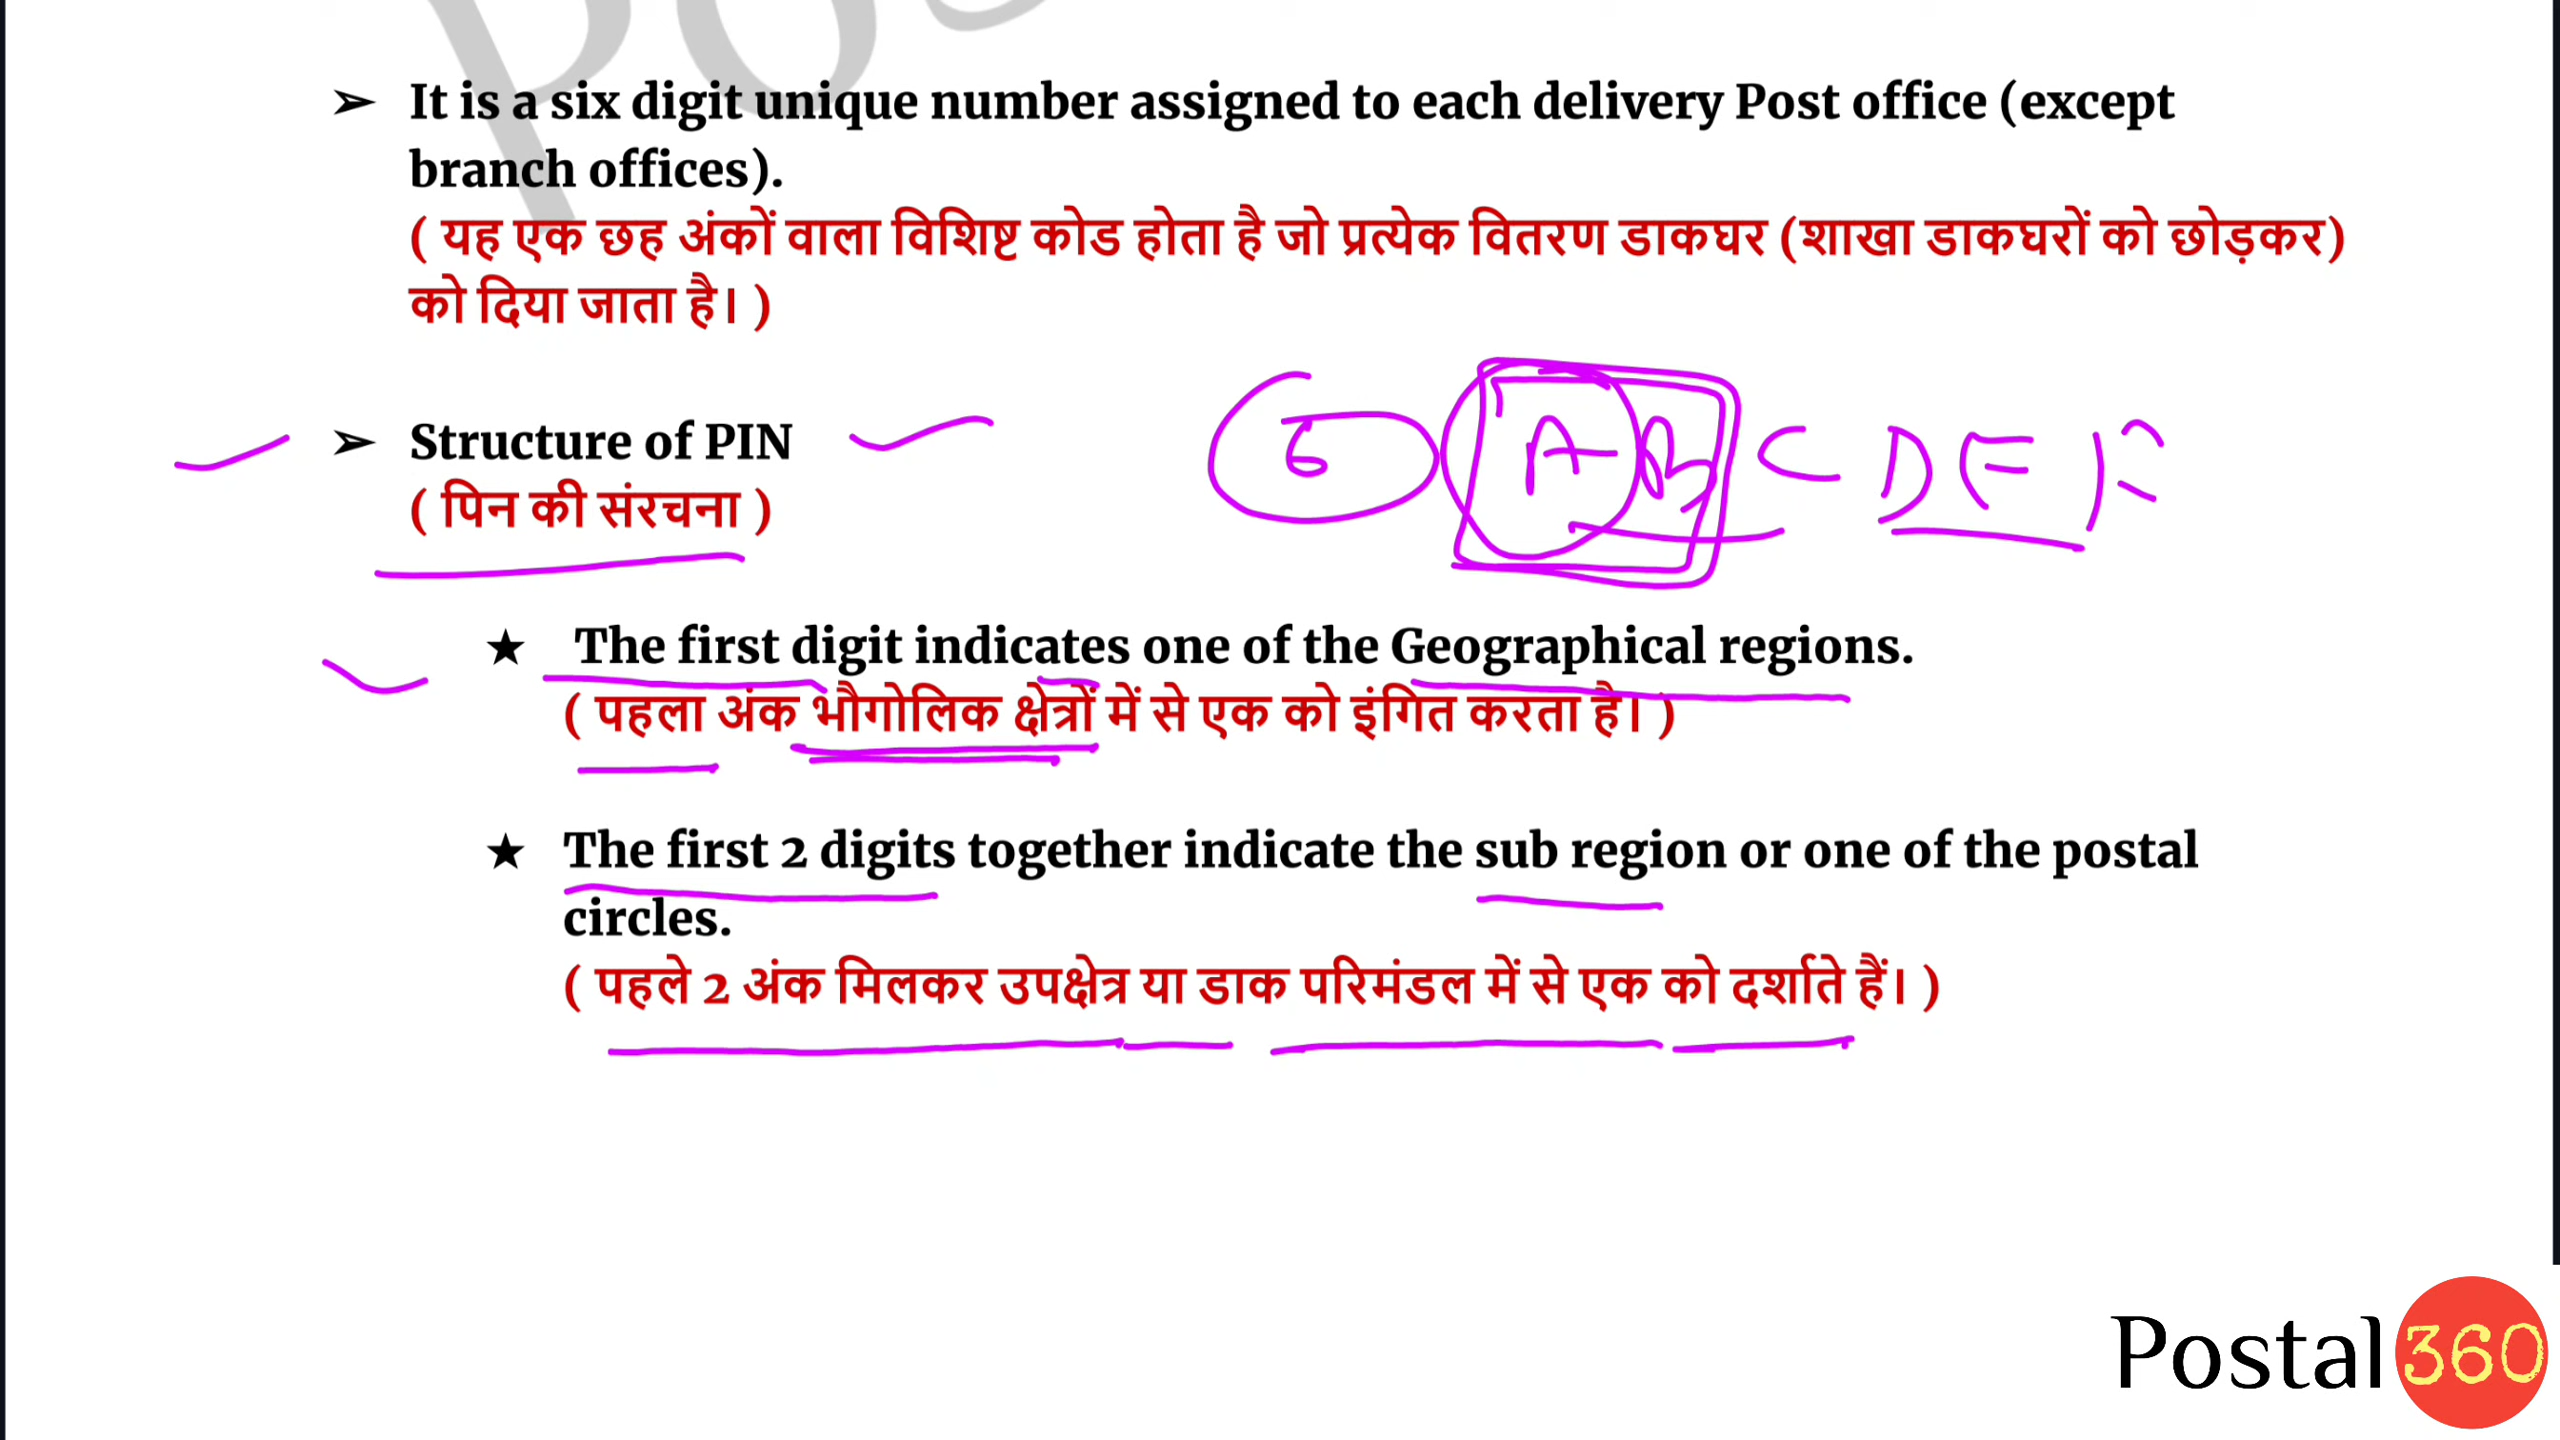 ➢ It is a six digit unique number assigned to each delivery Post office (except
branch offices).
( यह एक छह अंकों वाला विशिष्ट कोड होता है जो प्रत्येक वितरण डाकघर (शाखा डाकघरों को छोड़कर)
को दिया जाता है। )
➢ Structure of PIN
( पिन की संरचना )
6 A B C D E F
★ The first digit indicates one of the Geographical regions.
( पहला अंक भौगोलिक क्षेत्रों में से एक को इंगित करता है। )
★ The first 2 digits together indicate the sub region or one of the postal
circles.
( पहले 2 अंक मिलकर उपक्षेत्र या डाक परिमंडल में से एक को दर्शाते हैं। )
Postal 360